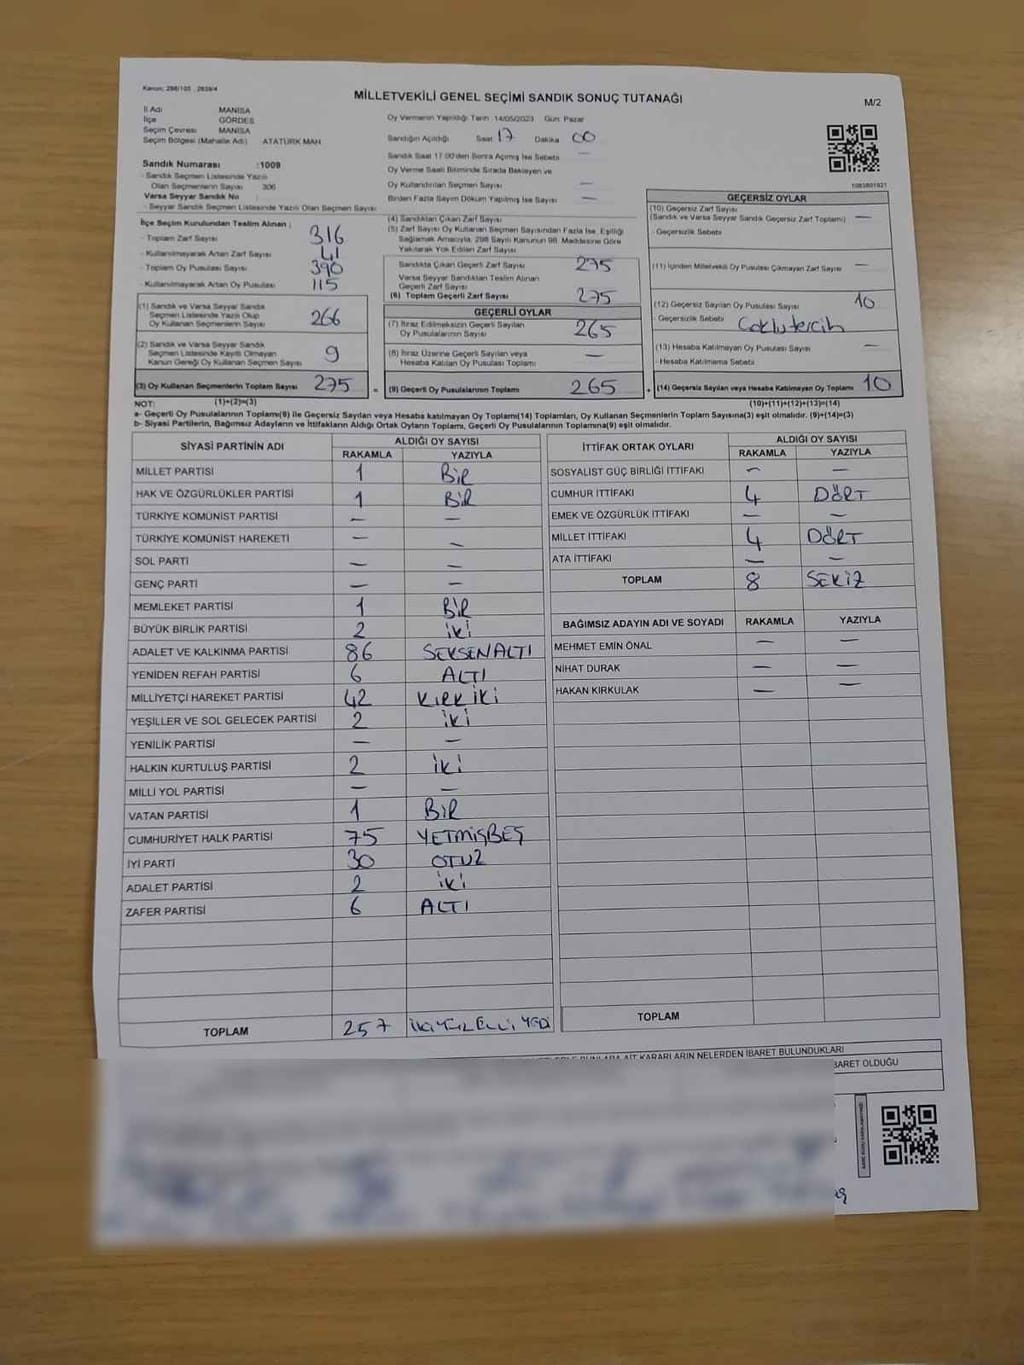 Kanun: 298/105 , 2839/4
MİLLETVEKİLİ GENEL SEÇİMİ SANDIK SONUÇ TUTANAĞI
M/2
İl Adı MANİSA
İlçe GÖRDES
Seçim Çevresi MANİSA
Seçim Bölgesi (Mahalle Adı) ATATÜRK MAH
Sandık Numarası :1009
- Sandık Seçmen Listesinde Yazılı
Olan Seçmenlerin Sayısı 306
Varsa Seyyar Sandık No :
- Seyyar Sandık Seçmen Listesinde Yazılı Olan Seçmen Sayısı
İlçe Seçim Kurulundan Teslim Alınan :
- Toplam Zarf Sayısı 316
- Kullanılmayarak Artan Zarf Sayısı 41
- Toplam Oy Pusulası Sayısı 390
- Kullanılmayarak Artan Oy Pusulası 115
(1) Sandık ve Varsa Seyyar Sandık
Seçmen Listesinde Yazılı Olup
Oy Kullanan Seçmenlerin Sayısı 266
(2) Sandık ve Varsa Seyyar Sandık
Seçmen Listesinde Kayıtlı Olmayan
Kanun Gereği Oy Kullanan Seçmen Sayısı 9
(3) Oy Kullanan Seçmenlerin Toplam Sayısı 275
Oy Vermenin Yapıldığı Tarih 14/05/2023 Gün: Pazar
Sandığın Açıldığı Saat 17 Dakika 00
Sandık Saat 17:00'den Sonra Açılmış İse Sebebi —
Oy Verme Saati Bitiminde Sırada Bekleyen ve
Oy Kullandırılan Seçmen Sayısı —
Birden Fazla Sayım Döküm Yapılmış İse Sayısı —
(4) Sandıktan Çıkan Zarf Sayısı
(5) Zarf Sayısı Oy Kullanan Seçmen Sayısından Fazla İse, Eşitliği
Sağlamak Amacıyla, 298 Sayılı Kanunun 98. Maddesine Göre
Yakılarak Yok Edilen Zarf Sayısı
Sandıkta Çıkan Geçerli Zarf Sayısı 275
Varsa Seyyar Sandıktan Teslim Alınan
Geçerli Zarf Sayısı
(6) Toplam Geçerli Zarf Sayısı 275
GEÇERLİ OYLAR
(7) İtiraz Edilmeksizin Geçerli Sayılan
Oy Pusulalarının Sayısı 265
(8) İtiraz Üzerine Geçerli Sayılan veya
Hesaba Katılan Oy Pusulası Toplamı —
= (9) Geçerli Oy Pusulalarının Toplamı 265
1083801921
GEÇERSİZ OYLAR
(10) Geçersiz Zarf Sayısı
(Sandık ve Varsa Seyyar Sandık Geçersiz Zarf Toplamı) —
- Geçersizlik Sebebi
(11) İçinden Milletvekili Oy Pusulası Çıkmayan Zarf Sayısı —
(12) Geçersiz Sayılan Oy Pusulası Sayısı 10
- Geçersizlik Sebebi Çoklu tercih
(13) Hesaba Katılmayan Oy Pusulası Sayısı —
- Hesaba Katılmama Sebebi
+ (14) Geçersiz Sayılan veya Hesaba Katılmayan Oy Toplamı 10
NOT: (1)+(2)=(3) (10)+(11)+(12)+(13)=(14)
a- Geçerli Oy Pusulalarının Toplamı(9) ile Geçersiz Sayılan veya Hesaba katılmayan Oy Toplamı(14) Toplamları, Oy Kullanan Seçmenlerin Toplam Sayısına(3) eşit olmalıdır. (9)+(14)=(3)
b- Siyasi Partilerin, Bağımsız Adayların ve İttifakların Aldığı Ortak Oyların Toplamı, Geçerli Oy Pusulalarının Toplamına(9) eşit olmalıdır.
SİYASİ PARTİNİN ADI ALDIĞI OY SAYISI
RAKAMLA YAZIYLA
MİLLET PARTİSİ 1 BİR
HAK VE ÖZGÜRLÜKLER PARTİSİ 1 BİR
TÜRKİYE KOMÜNİST PARTİSİ — —
TÜRKİYE KOMÜNİST HAREKETİ — —
SOL PARTİ — —
GENÇ PARTİ — —
MEMLEKET PARTİSİ 1 BİR
BÜYÜK BİRLİK PARTİSİ 2 iki
ADALET VE KALKINMA PARTİSİ 86 SEKSENALTI
YENİDEN REFAH PARTİSİ 6 ALTI
MİLLİYETÇİ HAREKET PARTİSİ 42 KIRKİKİ
YEŞİLLER VE SOL GELECEK PARTİSİ 2 iki
YENİLİK PARTİSİ — —
HALKIN KURTULUŞ PARTİSİ 2 iki
MİLLİ YOL PARTİSİ — —
VATAN PARTİSİ 1 BİR
CUMHURİYET HALK PARTİSİ 75 YETMİŞBEŞ
İYİ PARTİ 30 OTUZ
ADALET PARTİSİ 2 iki
ZAFER PARTİSİ 6 ALTI
TOPLAM 257 İKİYÜZELLİYEDİ
İTTİFAK ORTAK OYLARI ALDIĞI OY SAYISI
RAKAMLA YAZIYLA
SOSYALIST GÜÇ BİRLİĞİ İTTİFAKI — —
CUMHUR İTTİFAKI 4 DÖRT
EMEK VE ÖZGÜRLÜK İTTİFAKI — —
MİLLET İTTİFAKI 4 DÖRT
ATA İTTİFAKI — —
TOPLAM 8 SEKİZ
BAĞIMSIZ ADAYIN ADI VE SOYADI RAKAMLA YAZIYLA
MEHMET EMİN ÖNAL — —
NİHAT DURAK — —
HAKAN KIRKULAK — —
TOPLAM
BUNLARA AİT KARARLARIN NELERDEN İBARET BULUNDUKLARI
İBARET OLDUĞU